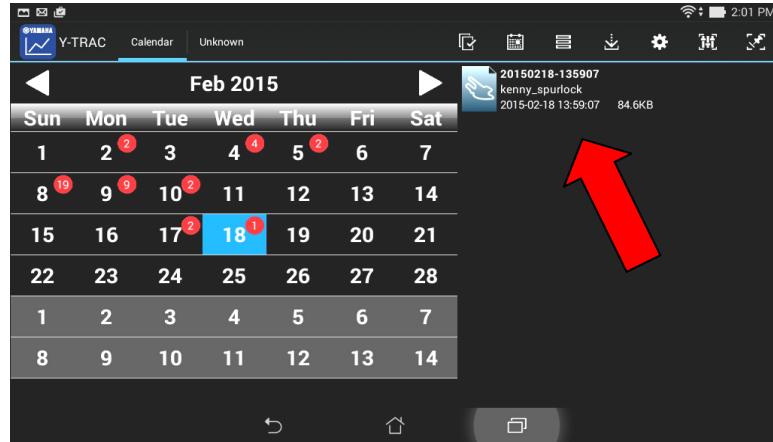 2:01 PM
YAMAHA
Y-TRAC Calendar Unknown
Feb 2015
Sun Mon Tue Wed Thu Fri Sat
1 2 2 3 4 4 5 2 6 7
8 19 9 9 10 2 11 12 13 14
15 16 17 2 18 1 19 20 21
22 23 24 25 26 27 28
1 2 3 4 5 6 7
8 9 10 11 12 13 14
20150218-135907
kenny_spurlock
2015-02-18 13:59:07 84.6KB